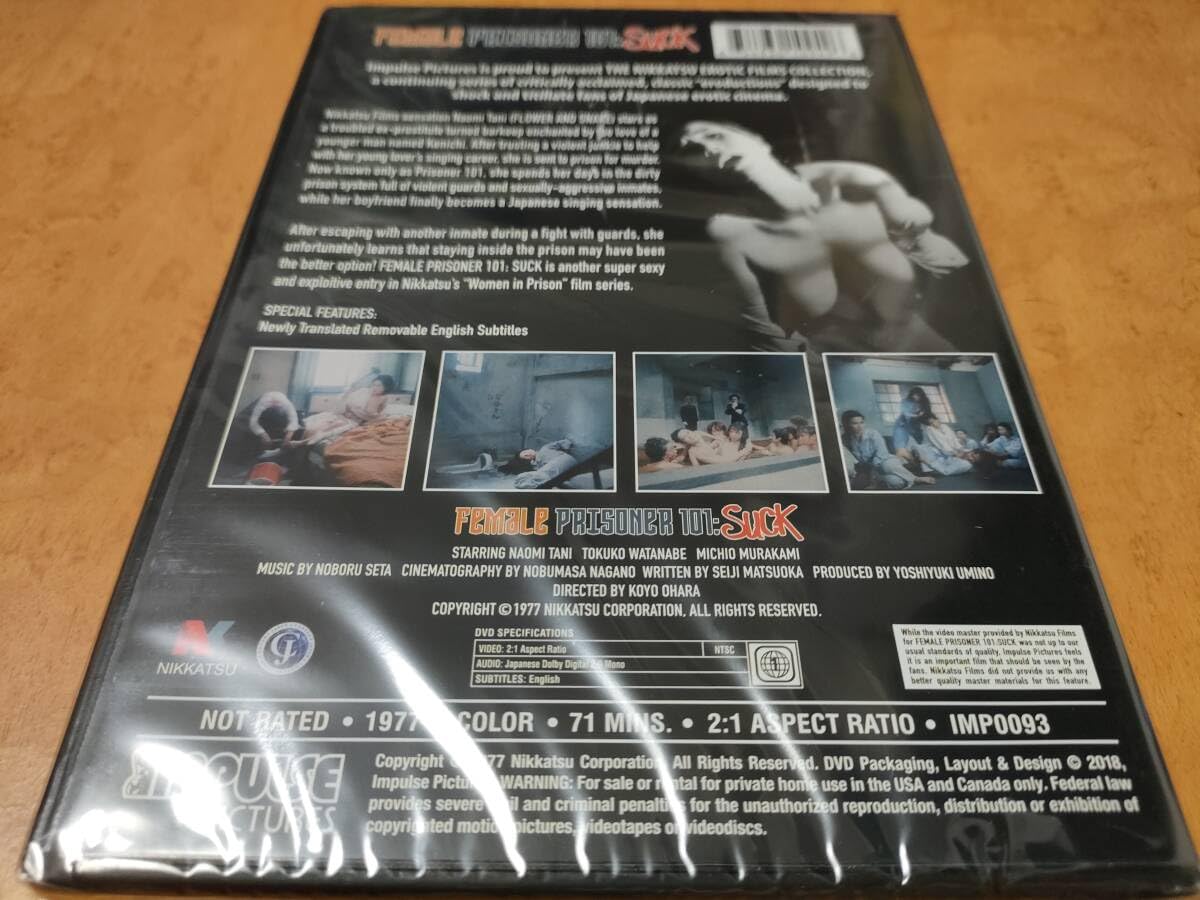 FEMALE PRISONER 101: SUCK
Impulse Pictures is proud to present THE NIKKATSU EROTIC FILMS COLLECTION,
a continuing series of critically acclaimed, classic "eroductions" designed to
shock and titillate fans of Japanese erotic cinema.
Nikkatsu Films sensation Naomi Tani (FLOWER AND SNAKE) stars as
a troubled ex-prostitute turned barkeep enchanted by the love of a
younger man named Kenichi. After trusting a violent junkie to help
with her young lover's singing career, she is sent to prison for murder.
Now known only as Prisoner 101, she spends her days in the dirty
prison system full of violent guards and sexually-aggressive inmates,
while her boyfriend finally becomes a Japanese singing sensation.
After escaping with another inmate during a fight with guards, she
unfortunately learns that staying inside the prison may have been
the better option! FEMALE PRISONER 101: SUCK is another super sexy
and exploitive entry in Nikkatsu's "Women in Prison" film series.
SPECIAL FEATURES:
Newly Translated Removable English Subtitles
FEMALE PRISONER 101: SUCK
STARRING NAOMI TANI TOKUKO WATANABE MICHIO MURAKAMI
MUSIC BY NOBORU SETA CINEMATOGRAPHY BY NOBUMASA NAGANO WRITTEN BY SEIJI MATSUOKA PRODUCED BY YOSHIYUKI UMINO
DIRECTED BY KOYO OHARA
COPYRIGHT © 1977 NIKKATSU CORPORATION, ALL RIGHTS RESERVED.
NIKKATSU
DVD SPECIFICATIONS
VIDEO: 2:1 Aspect Ratio NTSC
AUDIO: Japanese Dolby Digital 2.0 Mono
SUBTITLES: English
1
While the video master provided by Nikkatsu Films
for FEMALE PRISONER 101: SUCK was not up to our
usual standards of quality, Impulse Pictures feels
it is an important film that should be seen by the
fans. Nikkatsu Films did not provide us with any
better quality master materials for this feature.
NOT RATED • 1977 • COLOR • 71 MINS. • 2:1 ASPECT RATIO • IMP0093
IMPULSE
PICTURES
Copyright © 1977 Nikkatsu Corporation, All Rights Reserved. DVD Packaging, Layout & Design © 2018,
Impulse Pictures WARNING: For sale or rental for private home use in the USA and Canada only. Federal law
provides severe civil and criminal penalties for the unauthorized reproduction, distribution or exhibition of
copyrighted motion pictures, videotapes or videodiscs.